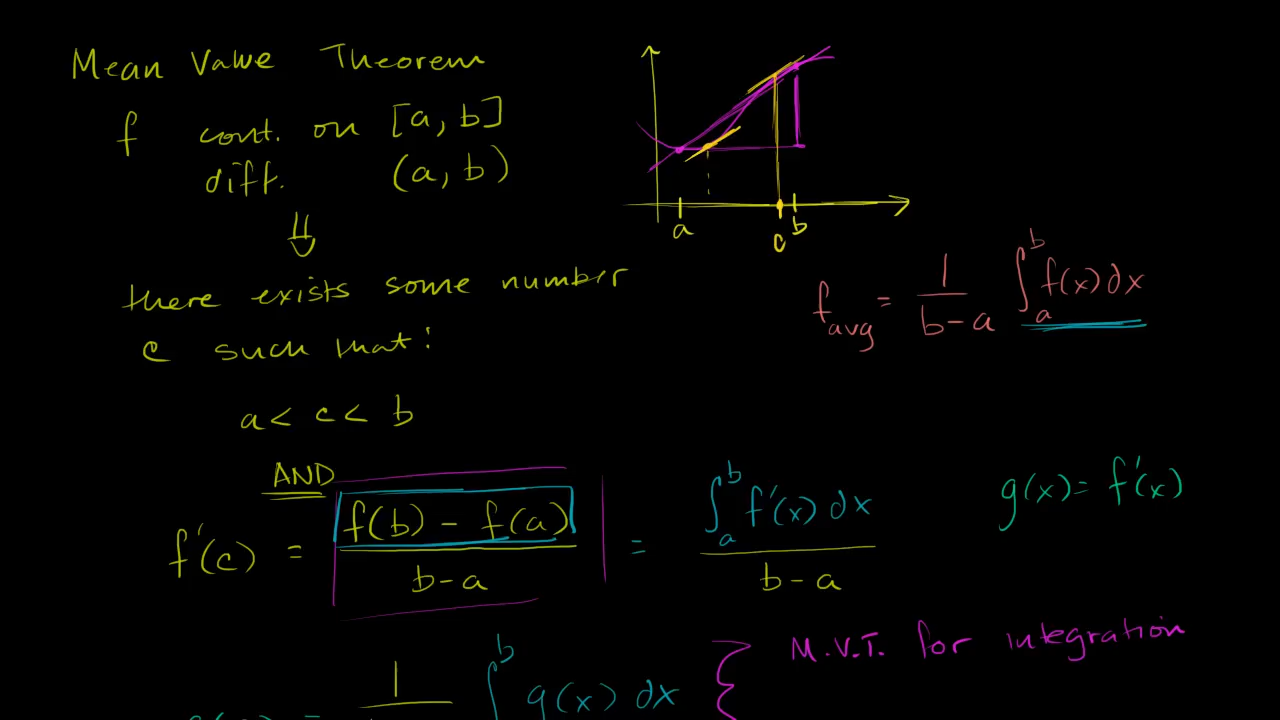 Mean Value Theorem
f cont. on [a, b]
diff. (a, b)
⇓
there exists some number
c such that:
a < c < b
AND
f'(c) = f(b) - f(a) / b - a = ∫_a^b f'(x) dx / b - a
a c b
f_avg = 1 / b - a ∫_a^b f(x) dx
g(x) = f'(x)
M.V.T. for integration
1 ∫^b g(x) dx